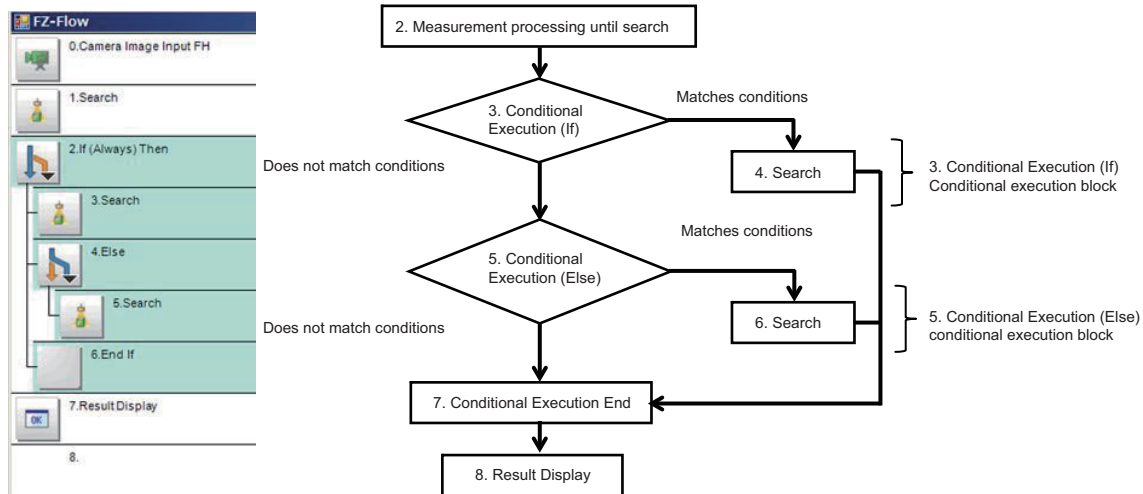 FZ-Flow
0.Camera Image Input FH
1.Search
2.If (Always) Then
3.Search
4.Else
5.Search
6.End If
7.Result Display
OK
8.
2. Measurement processing until search
3. Conditional
Execution (If)
Matches conditions
Does not match conditions
4. Search
3. Conditional Execution (If)
Conditional execution block
5. Conditional
Execution (Else)
Matches conditions
Does not match conditions
6. Search
5. Conditional Execution (Else)
conditional execution block
7. Conditional Execution End
8. Result Display